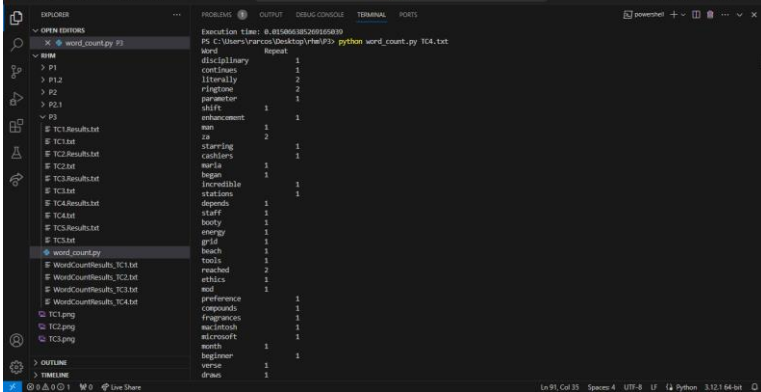 EXPLORER ...
OPEN EDITORS
word_count.py P3
RHM
P1
P1.2
P2
P2.1
P3
TC1.Results.txt
TC1.txt
TC2.Results.txt
TC2.txt
TC3.Results.txt
TC3.txt
TC4.Results.txt
TC4.txt
TC5.Results.txt
TC5.txt
word_count.py
WordCountResults_TC1.txt
WordCountResults_TC2.txt
WordCountResults_TC3.txt
WordCountResults_TC4.txt
TC1.png
TC2.png
TC3.png
OUTLINE
TIMELINE
PROBLEMS 1 OUTPUT DEBUG CONSOLE TERMINAL PORTS
powershell
Execution time: 0.015066385269165039
PS C:\Users\rarcos\Desktop\rhm\P3> python word_count.py TC4.txt
Word Repeat
disciplinary 1
continues 1
literally 2
ringtone 2
parameter 1
shift 1
enhancement 1
man 1
za 2
starring 1
cashiers 1
maria 1
began 1
incredible 1
stations 1
depends 1
staff 1
booty 1
energy 1
grid 1
beach 1
tools 1
reached 2
ethics 1
mod 1
preference 1
compounds 1
fragrances 1
macintosh 1
microsoft 1
month 1
beginner 1
verse 1
draws 1
0 0 1 0 Live Share
Ln 91, Col 35 Spaces: 4 UTF-8 LF Python 3.12.1 64-bit